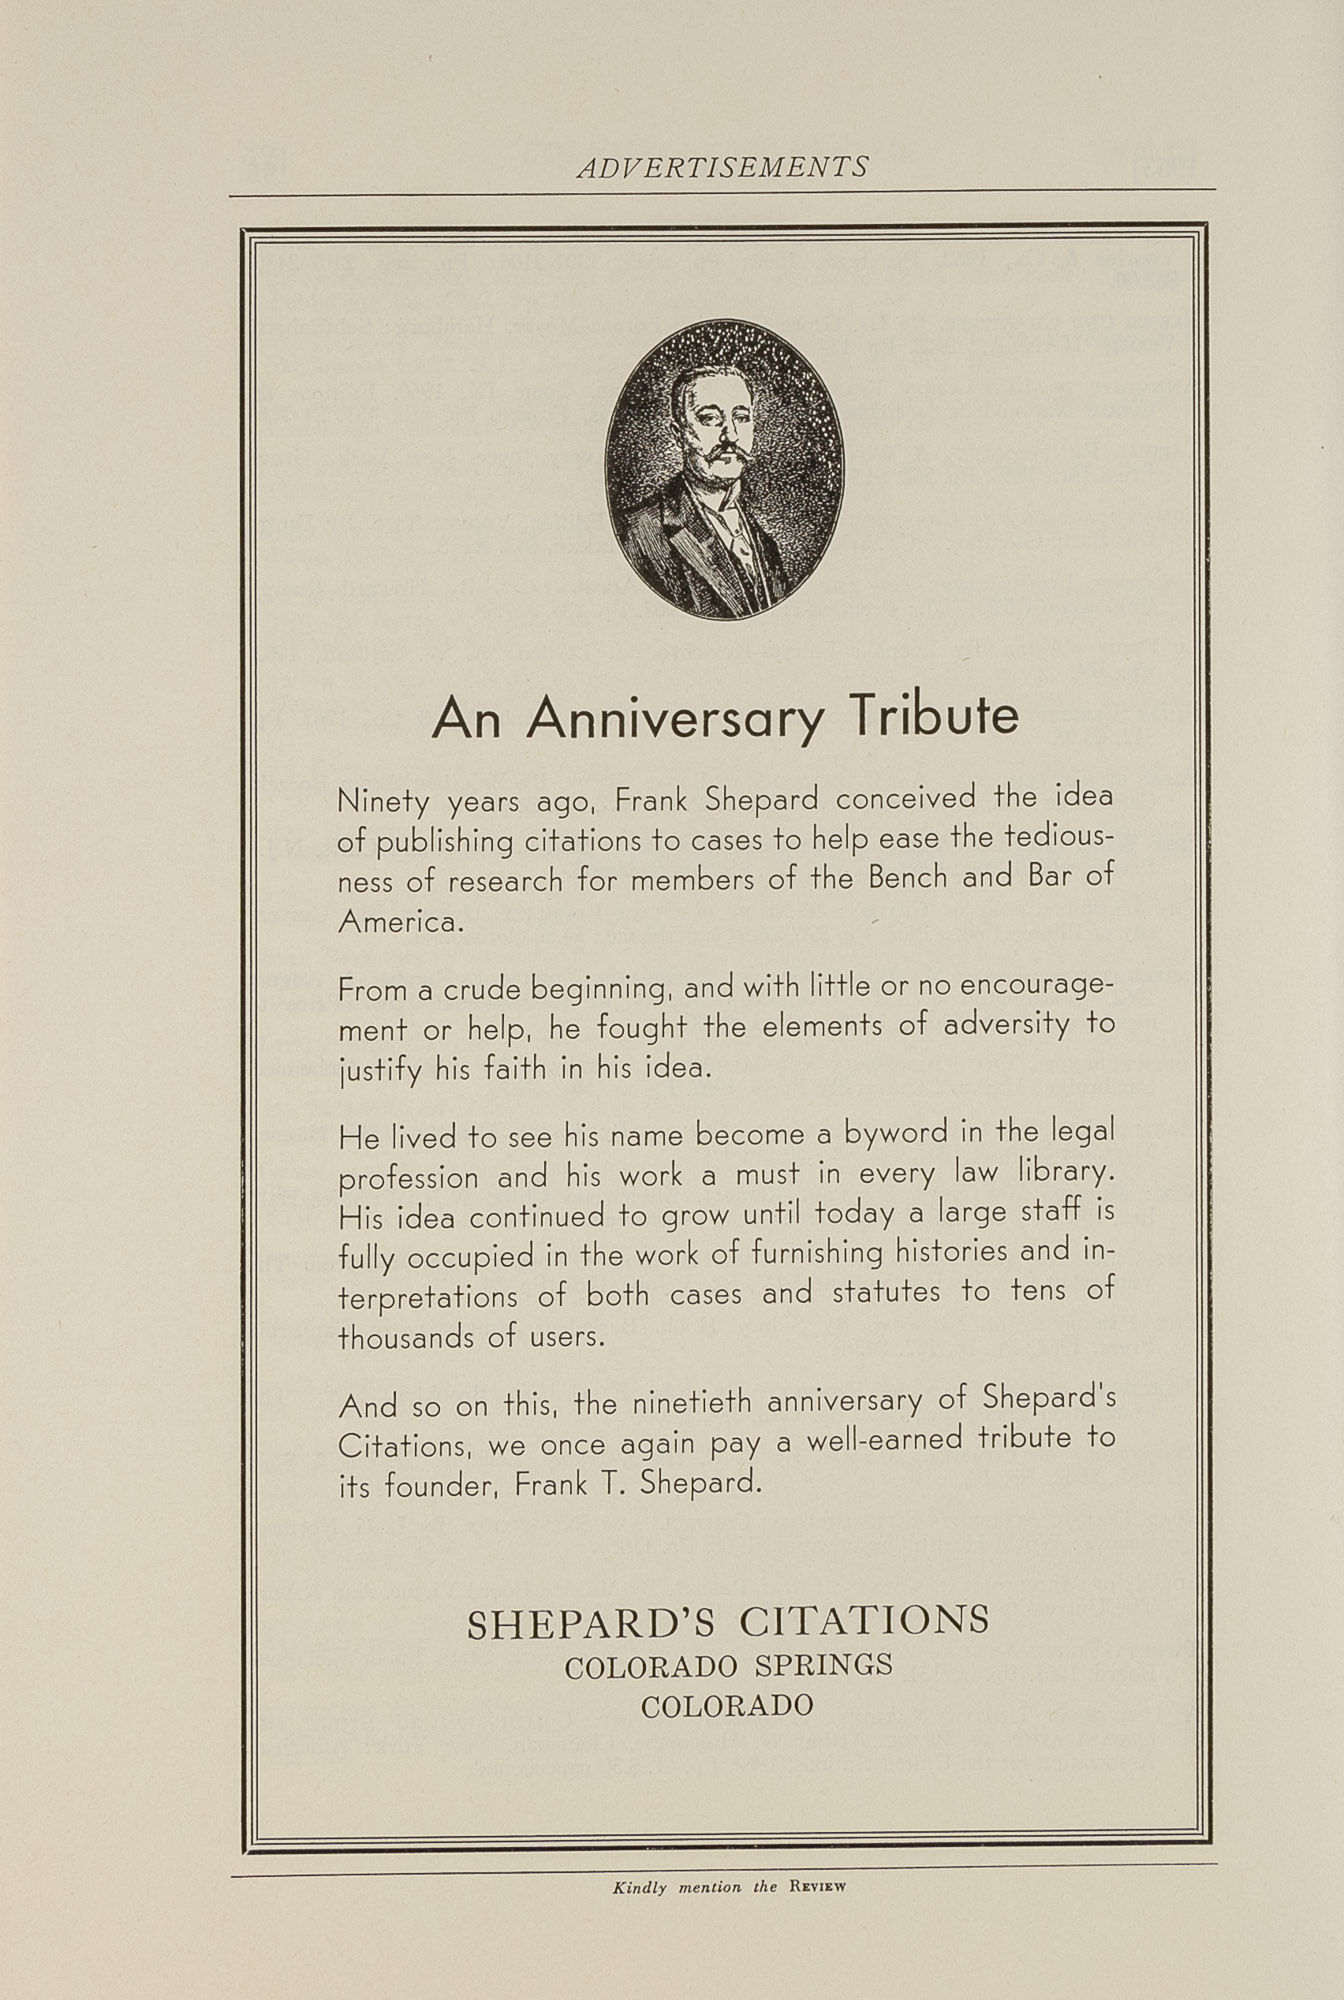 ADVERTISEMENTS
An Anniversary Tribute
Ninety years ago, Frank Shepard conceived the idea
of publishing citations to cases to help ease the tedious-
ness of research for members of the Bench and Bar of
America.
From a crude beginning, and with little or no encourage-
ment or help, he fought the elements of adversity to
justify his faith in his idea.
He lived to see his name become a byword in the legal
profession and his work a must in every law library.
His idea continued to grow until today a large staff is
fully occupied in the work of furnishing histories and in-
terpretations of both cases and statutes to tens of
thousands of users.
And so on this, the ninetieth anniversary of Shepard's
Citations, we once again pay a well-earned tribute to
its founder, Frank T. Shepard.
SHEPARD'S CITATIONS
COLORADO SPRINGS
COLORADO
Kindly mention the REVIEW